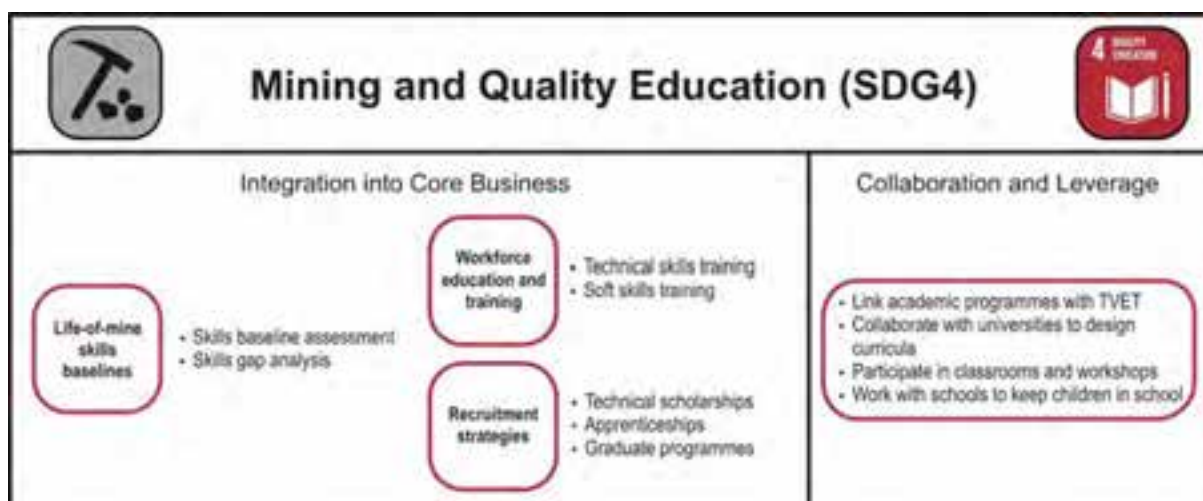 4 QUALITY
EDUCATION
Mining and Quality Education (SDG4)
Integration into Core Business
Life-of-mine
skills
baselines
• Skills baseline assessment
• Skills gap analysis
Workforce
education and
training
• Technical skills training
• Soft skills training
Recruitment
strategies
• Technical scholarships
• Apprenticeships
• Graduate programmes
Collaboration and Leverage
• Link academic programmes with TVET
• Collaborate with universities to design
curricula
• Participate in classrooms and workshops
• Work with schools to keep children in school